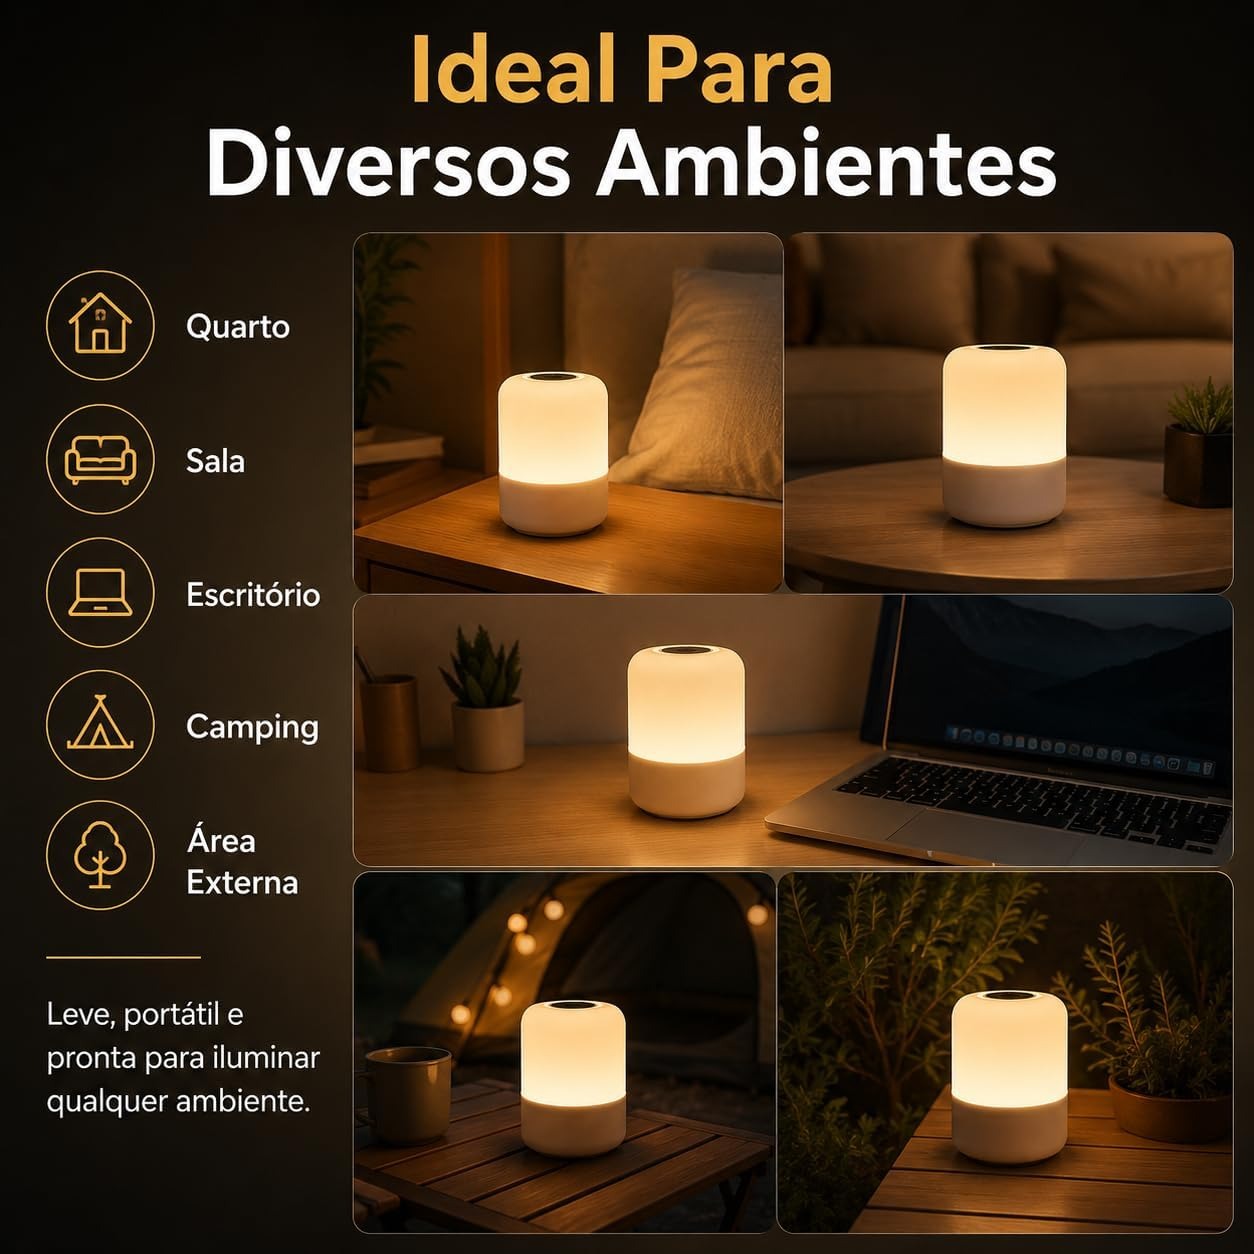 Ideal Para
Diversos Ambientes
Quarto
Sala
Escritório
Camping
Área
Externa
Leve, portátil e
pronta para iluminar
qualquer ambiente.